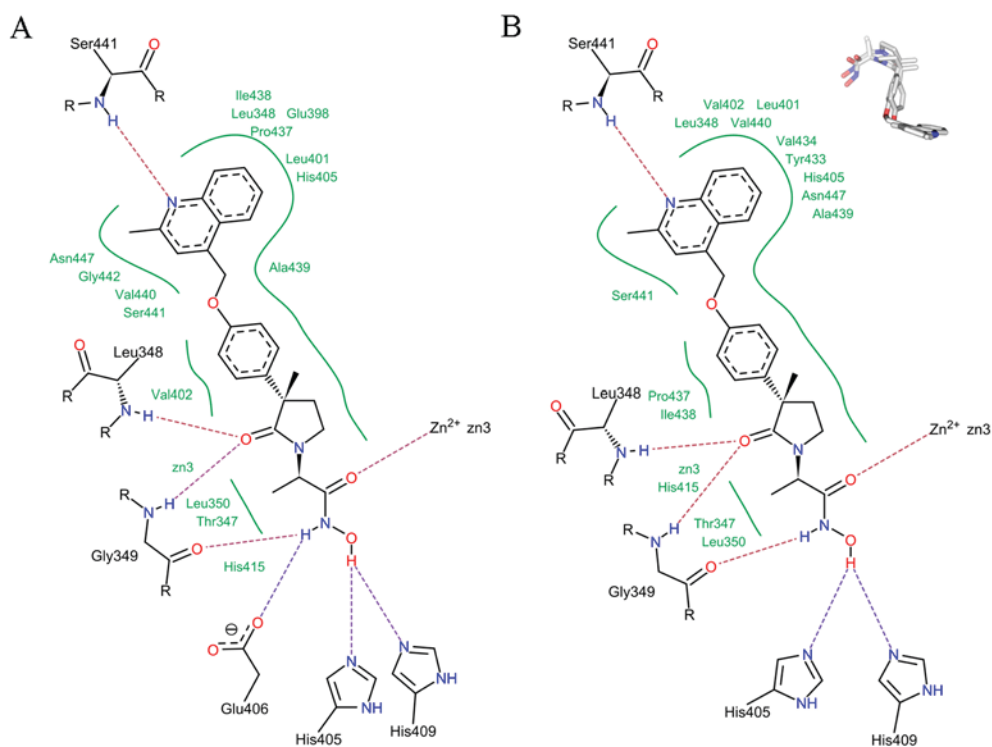 A
Ser441
O
R
N
H
R
Ile438
Leu348 Glu398
Pro437
Leu401
His405
N
Asn447
Gly442
Val440
Ser441
Ala439
O
Leu348
O
R
N
H
R
Val402
O
N
Zn2+ zn3
O
zn3
R
N
H
Leu350
Thr347
H
N
O
H
Gly349
O
R
His415
⊖
O
O
Glu406
N
NH
His405
N
NH
His409
B
Ser441
O
R
N
H
R
Val402 Leu401
Leu348 Val440
Val434
Tyr433
His405
Asn447
Ala439
N
Ser441
O
Leu348
O
R
N
H
R
Pro437
Ile438
O
N
Zn2+ zn3
O
zn3
His415
R
N
H
Thr347
Leu350
H
N
O
H
Gly349
O
R
N
NH
His405
N
NH
His409